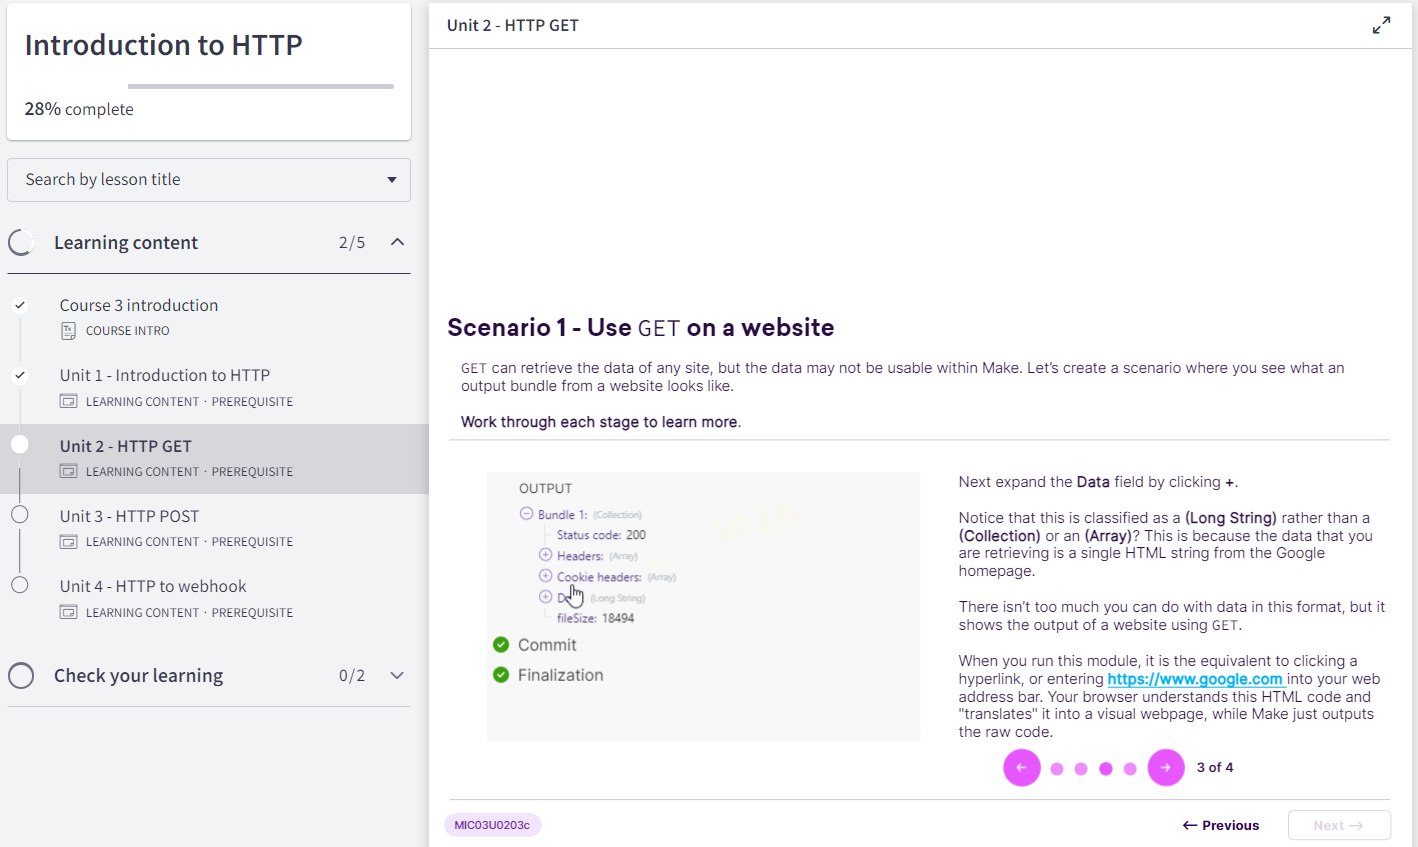 Introduction to HTTP
28% complete
Search by lesson title
Learning content 2/5
Course 3 introduction
COURSE INTRO
Unit 1 - Introduction to HTTP
LEARNING CONTENT · PREREQUISITE
Unit 2 - HTTP GET
LEARNING CONTENT · PREREQUISITE
Unit 3 - HTTP POST
LEARNING CONTENT · PREREQUISITE
Unit 4 - HTTP to webhook
LEARNING CONTENT · PREREQUISITE
Check your learning 0/2
Unit 2 - HTTP GET
Scenario 1 - Use GET on a website
GET can retrieve the data of any site, but the data may not be usable within Make. Let's create a scenario where you see what an
output bundle from a website looks like.
Work through each stage to learn more.
OUTPUT
Bundle 1: (Collection)
Status code: 200
Headers: (Array)
Cookie headers: (Array)
(Long String)
fileSize: 18494
Commit
Finalization
Next expand the Data field by clicking +.
Notice that this is classified as a (Long String) rather than a
(Collection) or an (Array)? This is because the data that you
are retrieving is a single HTML string from the Google
homepage.
There isn't too much you can do with data in this format, but it
shows the output of a website using GET.
When you run this module, it is the equivalent to clicking a
hyperlink, or entering https://www.google.com into your web
address bar. Your browser understands this HTML code and
"translates" it into a visual webpage, while Make just outputs
the raw code.
3 of 4
MIC03U0203c
← Previous
Next →